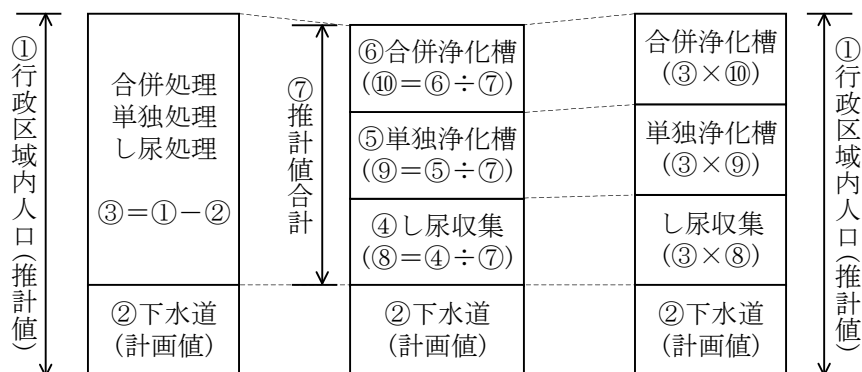 ①行政区域内人口(推計値)
合併処理
単独処理
し尿処理
③=①-②
②下水道
(計画値)
⑦推計値合計
⑥合併浄化槽
(⑩=⑥÷⑦)
⑤単独浄化槽
(⑨=⑤÷⑦)
④し尿収集
(⑧=④÷⑦)
②下水道
(計画値)
合併浄化槽
(③×⑩)
単独浄化槽
(③×⑨)
し尿収集
(③×⑧)
②下水道
(計画値)
①行政区域内人口(推計値)